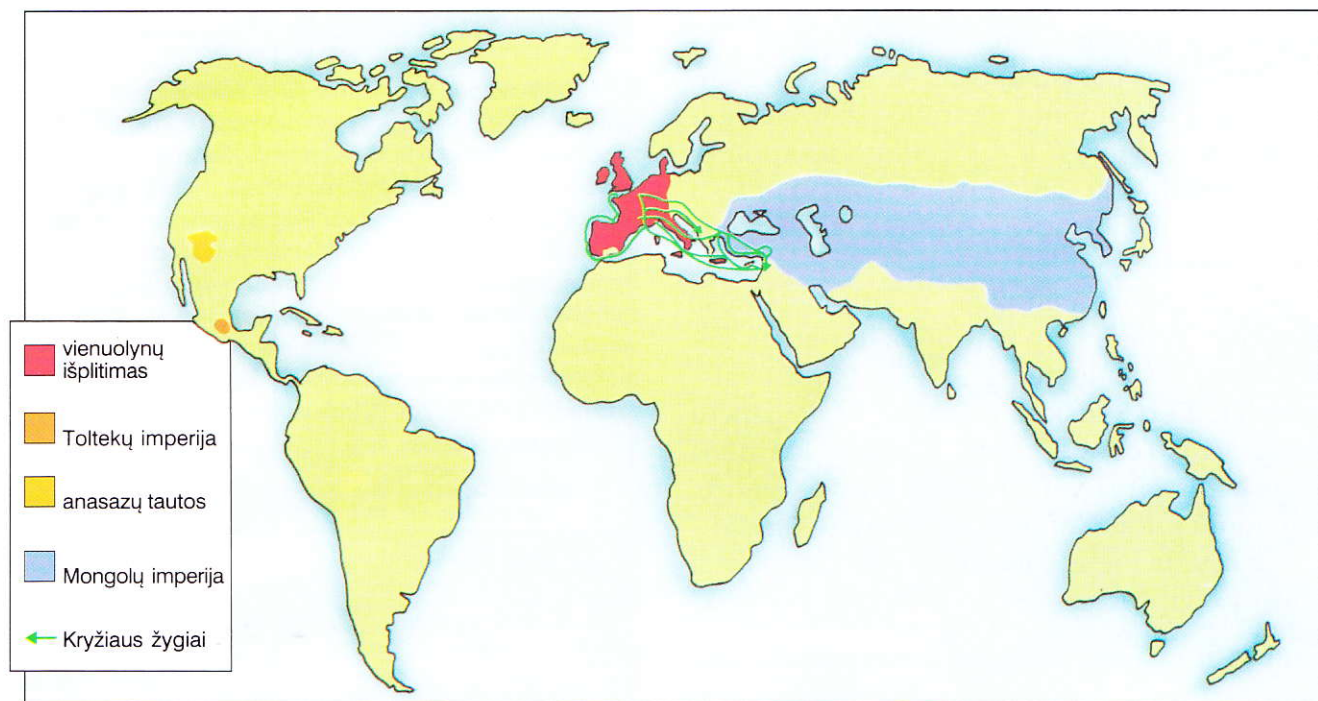 vienuolynų
išplitimas
Toltekų imperija
anasazų tautos
Mongolų imperija
Kryžiaus žygiai